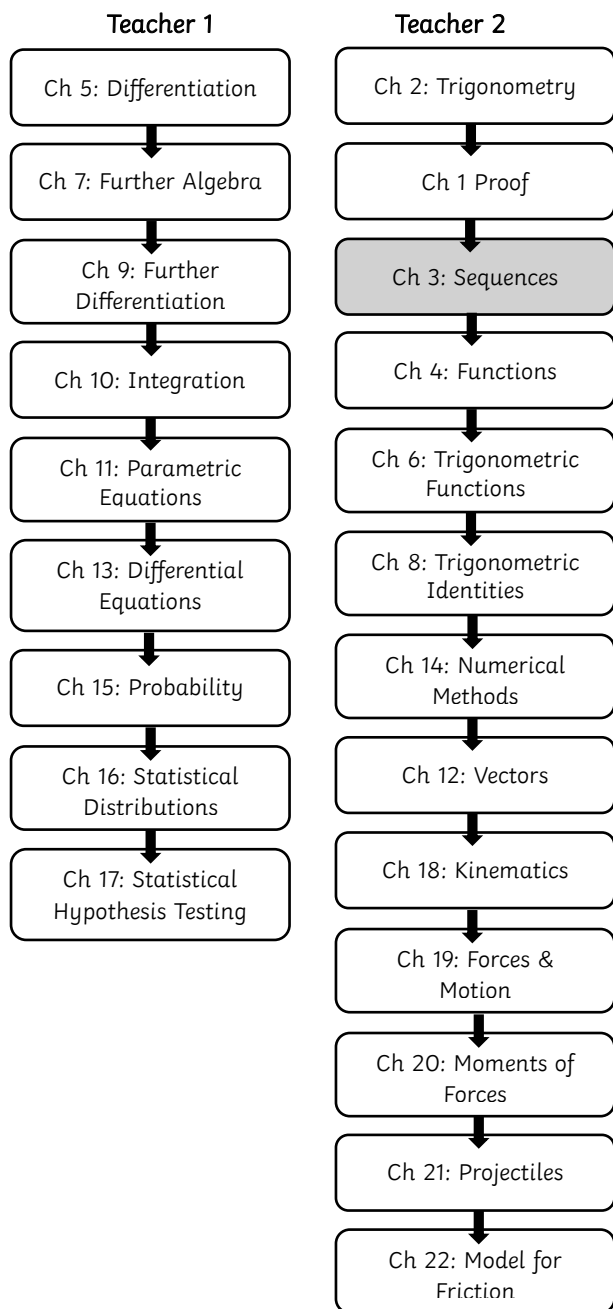 Teacher 1
Ch 5: Differentiation
Ch 7: Further Algebra
Ch 9: Further
Differentiation
Ch 10: Integration
Ch 11: Parametric
Equations
Ch 13: Differential
Equations
Ch 15: Probability
Ch 16: Statistical
Distributions
Ch 17: Statistical
Hypothesis Testing
Teacher 2
Ch 2: Trigonometry
Ch 1 Proof
Ch 3: Sequences
Ch 4: Functions
Ch 6: Trigonometric
Functions
Ch 8: Trigonometric
Identities
Ch 14: Numerical
Methods
Ch 12: Vectors
Ch 18: Kinematics
Ch 19: Forces &
Motion
Ch 20: Moments of
Forces
Ch 21: Projectiles
Ch 22: Model for
Friction